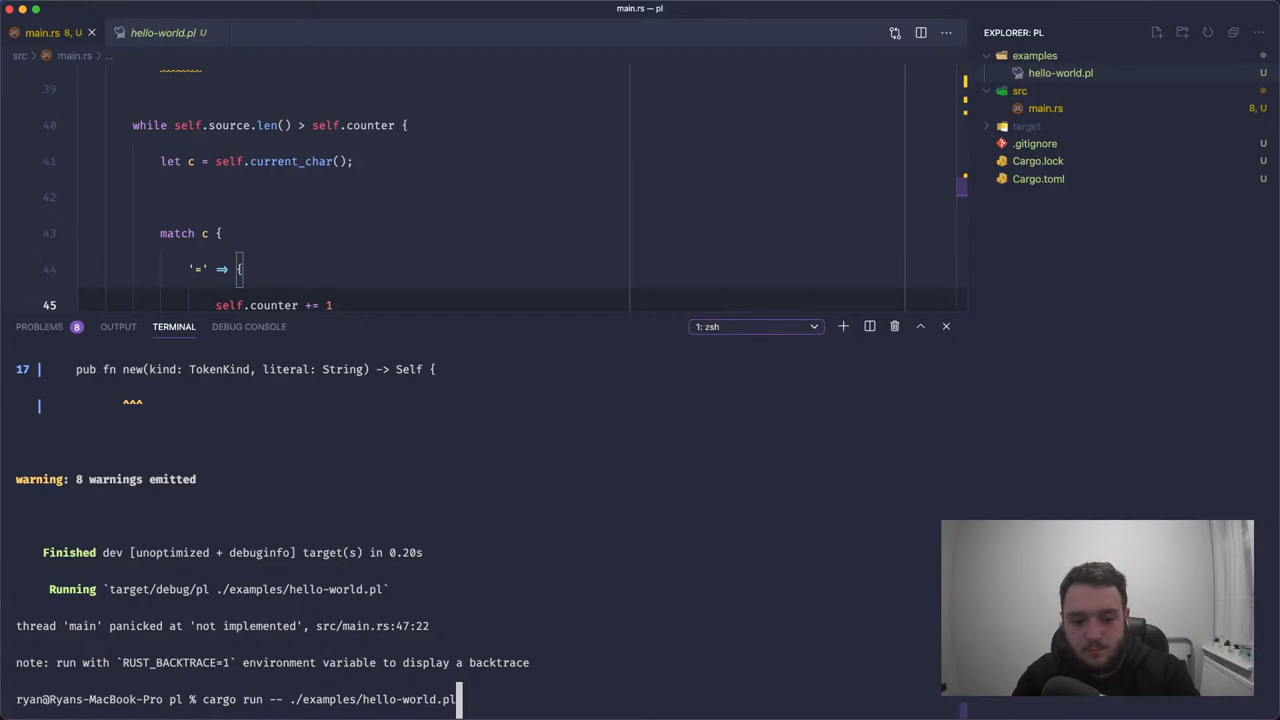 main.rs — pl
main.rs 8, U
hello-world.pl U
src > main.rs > ...
39
40 while self.source.len() > self.counter {
41 let c = self.current_char();
42
43 match c {
44 '=' => {
45 self.counter += 1
EXPLORER: PL
examples
hello-world.pl U
src
main.rs 8, U
target
.gitignore U
Cargo.lock U
Cargo.toml U
PROBLEMS 8 OUTPUT TERMINAL DEBUG CONSOLE 1: zsh
17 | pub fn new(kind: TokenKind, literal: String) -> Self {
| ^^^
warning: 8 warnings emitted
Finished dev [unoptimized + debuginfo] target(s) in 0.20s
Running `target/debug/pl ./examples/hello-world.pl`
thread 'main' panicked at 'not implemented', src/main.rs:47:22
note: run with `RUST_BACKTRACE=1` environment variable to display a backtrace
ryan@Ryans-MacBook-Pro pl % cargo run -- ./examples/hello-world.pl